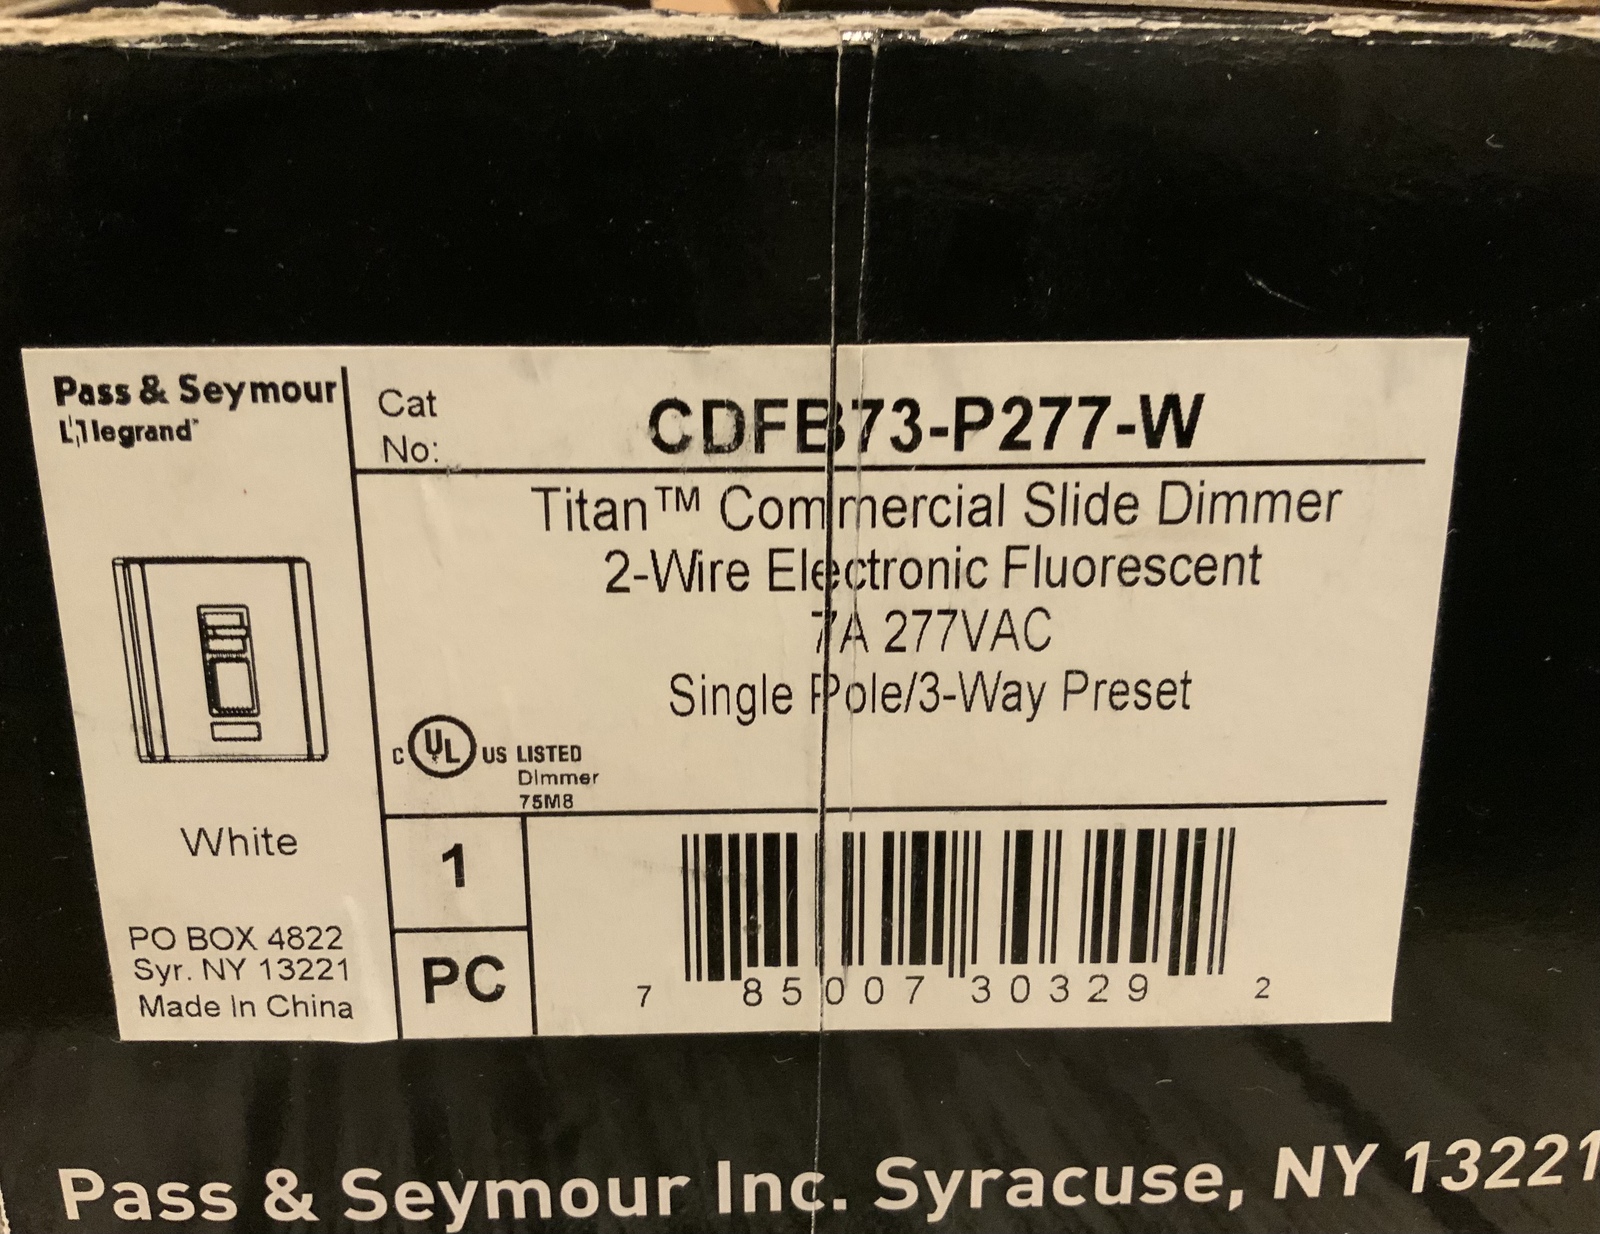 Pass & Seymour
legrand
Cat
No:
CDFB73-P277-W
Titan™ Commercial Slide Dimmer
2-Wire Electronic Fluorescent
7A 277VAC
Single Pole/3-Way Preset
C UL US LISTED
Dimmer
75M8
White
1
PC
PO BOX 4822
Syr. NY 13221
Made In China
7 85007 30329 2
Pass & Seymour Inc. Syracuse, NY 13221